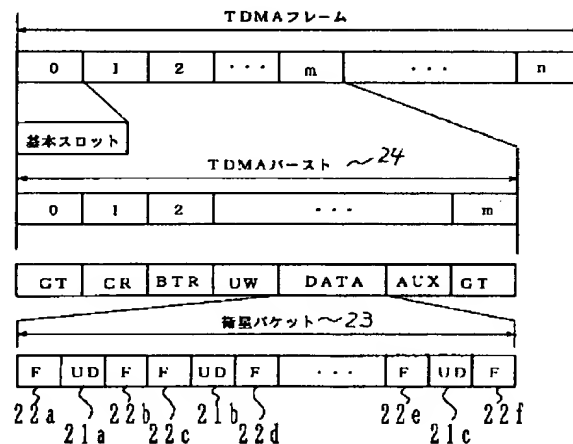 TDMAフレーム
0 1 2 ··· m ··· n
基本スロット
TDMAバースト ～24
0 1 2 ··· m
GT CR BTR UW DATA AUX GT
衛星パケット～23
F UD F F UD F ··· F UD F
22a 22b 22c 22d 22e 22f
21a 21b 21c